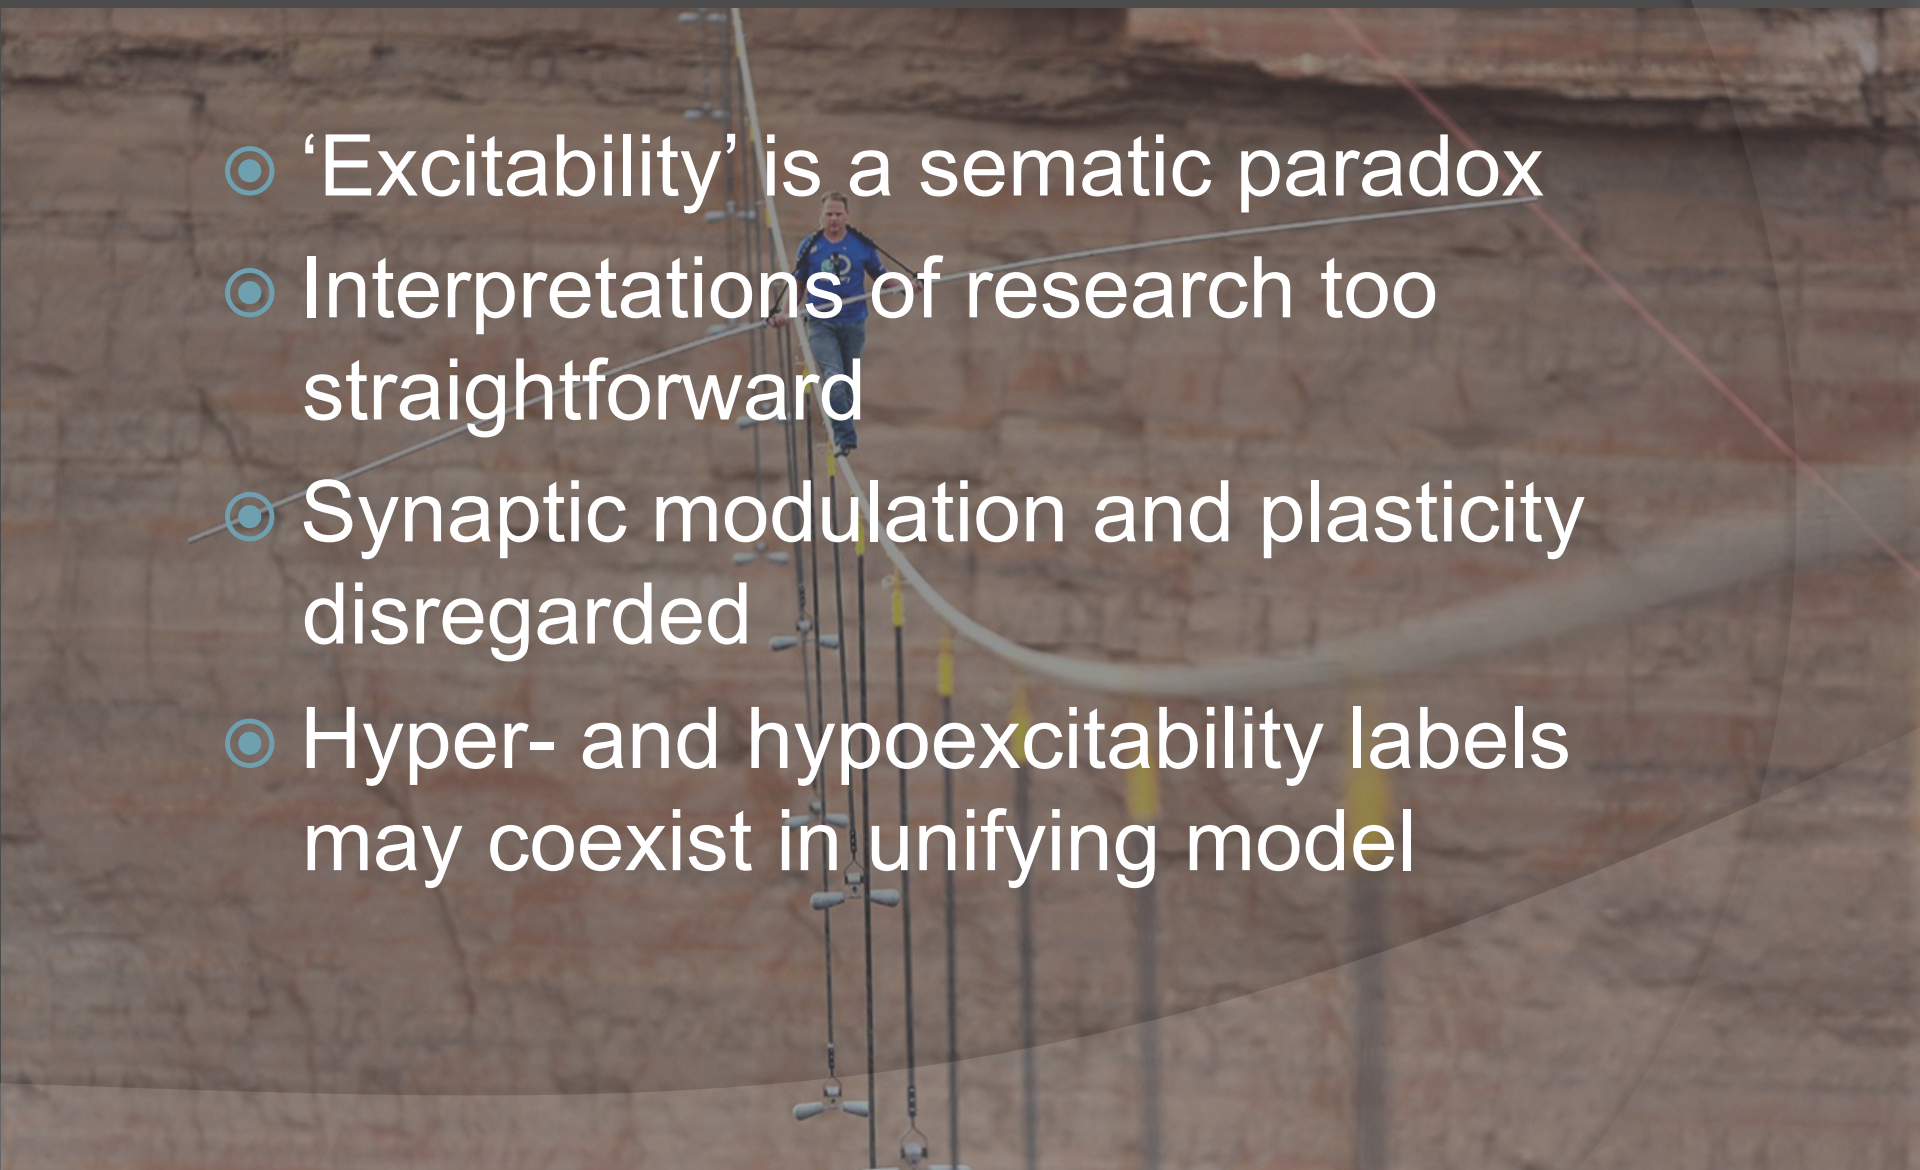 ‘Excitability’ is a sematic paradox
Interpretations of research too
straightforward
Synaptic modulation and plasticity
disregarded
Hyper- and hypoexcitability labels
may coexist in unifying model